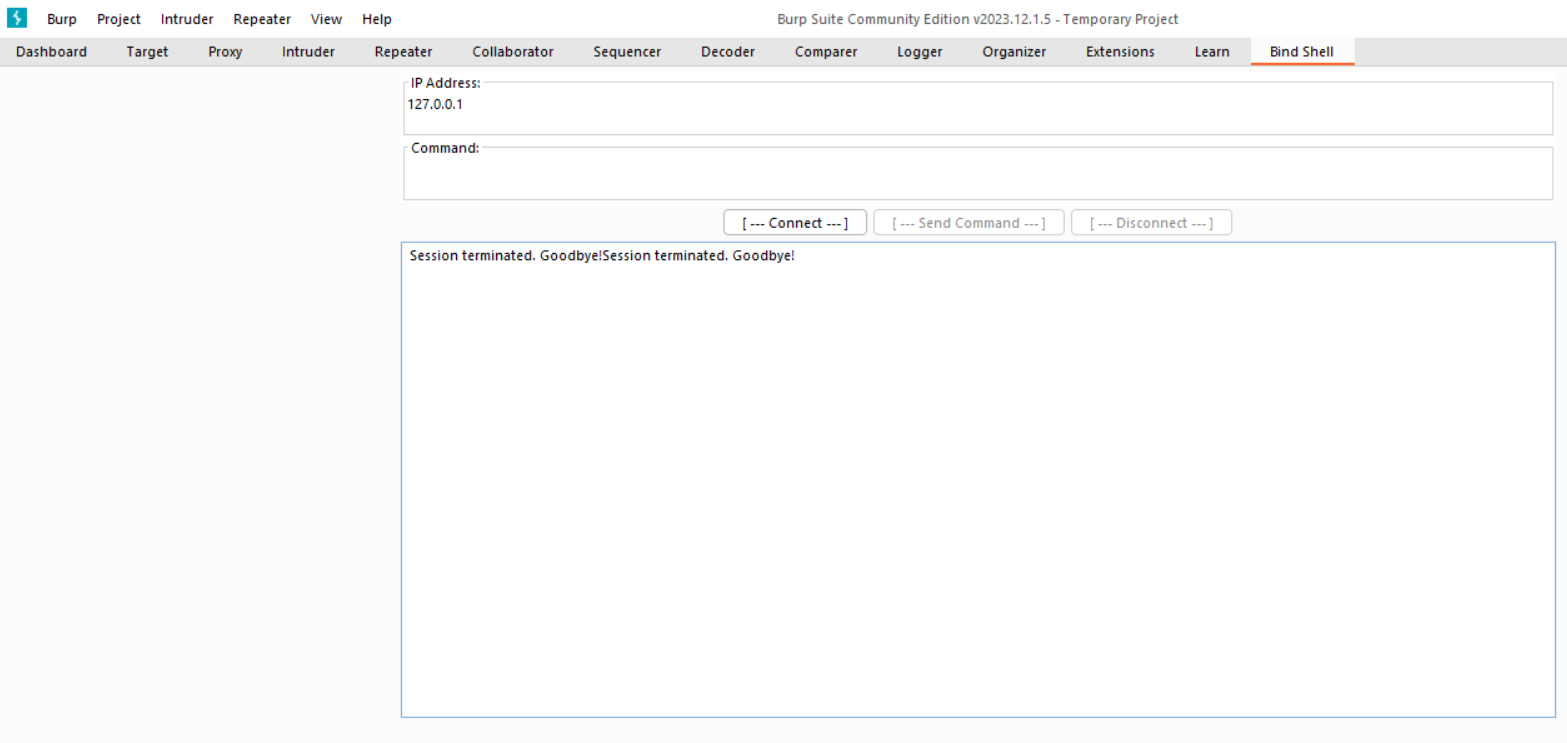 Burp Project Intruder Repeater View Help Burp Suite Community Edition v2023.12.1.5 - Temporary Project
Dashboard Target Proxy Intruder Repeater Collaborator Sequencer Decoder Comparer Logger Organizer Extensions Learn Bind Shell
IP Address:
127.0.0.1
Command:
[ --- Connect --- ] [ --- Send Command --- ] [ --- Disconnect --- ]
Session terminated. Goodbye!Session terminated. Goodbye!